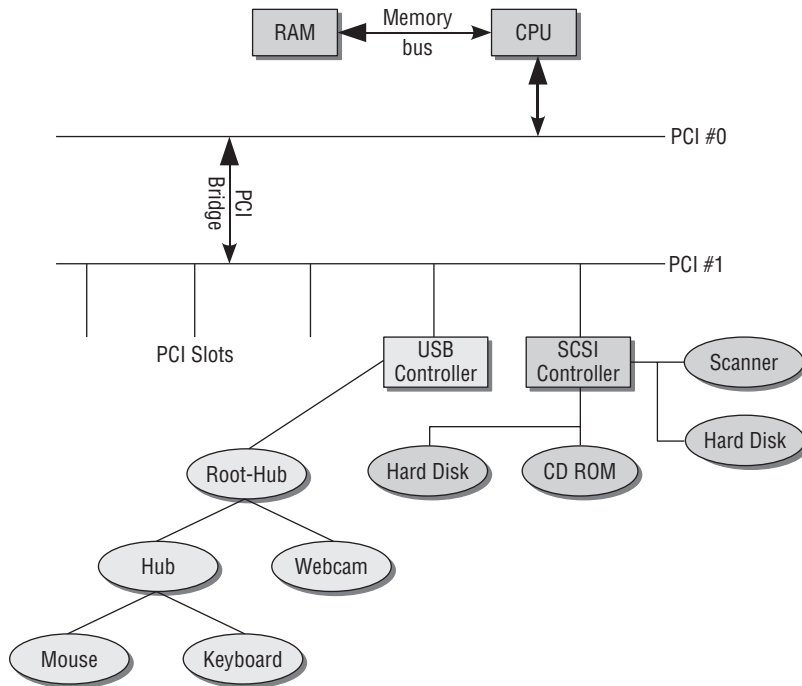 RAM
Memory
bus
CPU
PCI #0
PCI
Bridge
PCI #1
PCI Slots
USB
Controller
SCSI
Controller
Scanner
Hard Disk
Root-Hub
Hard Disk
CD ROM
Hub
Webcam
Mouse
Keyboard